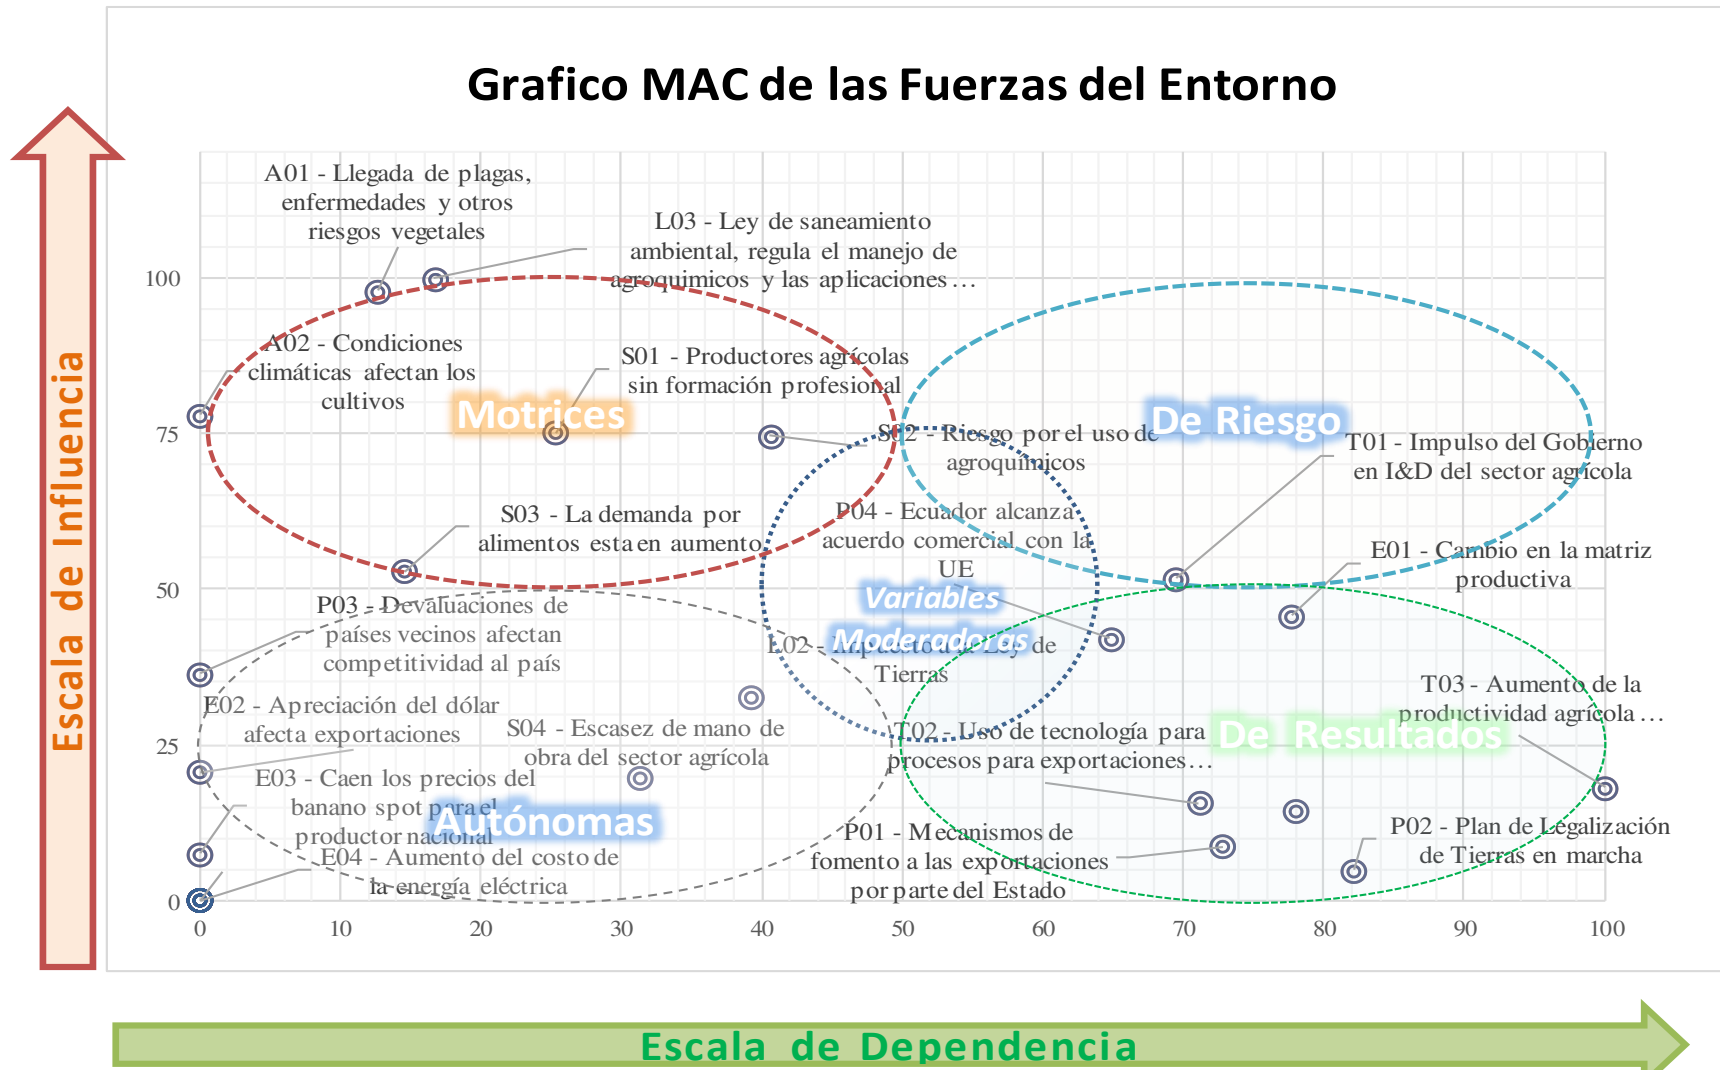 Grafico MAC de las Fuerzas del Entorno
Escala de Influencia
A01 - Llegada de plagas,
enfermedades y otros
riesgos vegetales
L03 - Ley de saneamiento
ambiental, regula el manejo de
agroquimicos y las aplicaciones…
100
A02 - Condiciones
climáticas afectan los
cultivos
S01 - Productores agrícolas
sin formación profesional
Motrices
De Riesgo
75
S02 - Riesgo por el uso de
agroquímicos
T01 - Impulso del Gobierno
en I&D del sector agrícola
S03 - La demanda por
alimentos esta en aumento
P04 - Ecuador alcanza
acuerdo comercial con la
UE
E01 - Cambio en la matriz
productiva
50
Variables
Moderadoras
P03 - Devaluaciones de
países vecinos afectan
competitividad al país
L02 - Impuesto a la Ley de
Tierras
T03 - Aumento de la
productividad agrícola…
E02 - Apreciación del dólar
afecta exportaciones
S04 - Escasez de mano de
obra del sector agrícola
T02 - Uso de tecnología para
procesos para exportaciones…
De Resultados
25
E03 - Caen los precios del
banano spot para el
productor nacional
Autónomas
P01 - Mecanismos de
fomento a las exportaciones
por parte del Estado
P02 - Plan de Legalización
de Tierras en marcha
E04 - Aumento del costo de
la energía eléctrica
0
0 10 20 30 40 50 60 70 80 90 100
Escala de Dependencia